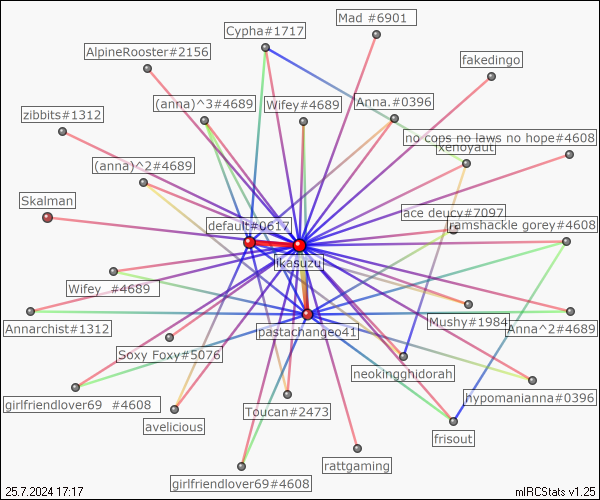 Mad #6901
Cypha#1717
AlpineRooster#2156
fakedingo
(anna)^3#4689
Wifey#4689
Anna.#0396
zibbits#1312
no cops no laws no hope#4608
xenoyaut
(anna)^2#4689
Skalman
default#0617
ace deucy#7097
ramshackle gorey#4608
ikasuzu
Wifey_#4689
Annarchist#1312
pastachangeo41
Mushy#1984
Anna^2#4689
Soxy Foxy#5076
neokingghidorah
girlfriendlover69_#4608
Toucan#2473
hypomanianna#0396
avelicious
frisout
rattgaming
girlfriendlover69#4608
25.7.2024 17:17
mIRCStats v1.25